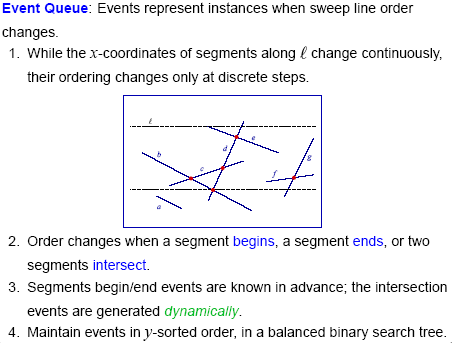 Event Queue: Events represent instances when sweep line order
changes.
1. While the x-coordinates of segments along ℓ change continuously,
their ordering changes only at discrete steps.
ℓ
e
d
b
g
c
f
a
2. Order changes when a segment begins, a segment ends, or two
segments intersect.
3. Segments begin/end events are known in advance; the intersection
events are generated dynamically.
4. Maintain events in y-sorted order, in a balanced binary search tree.